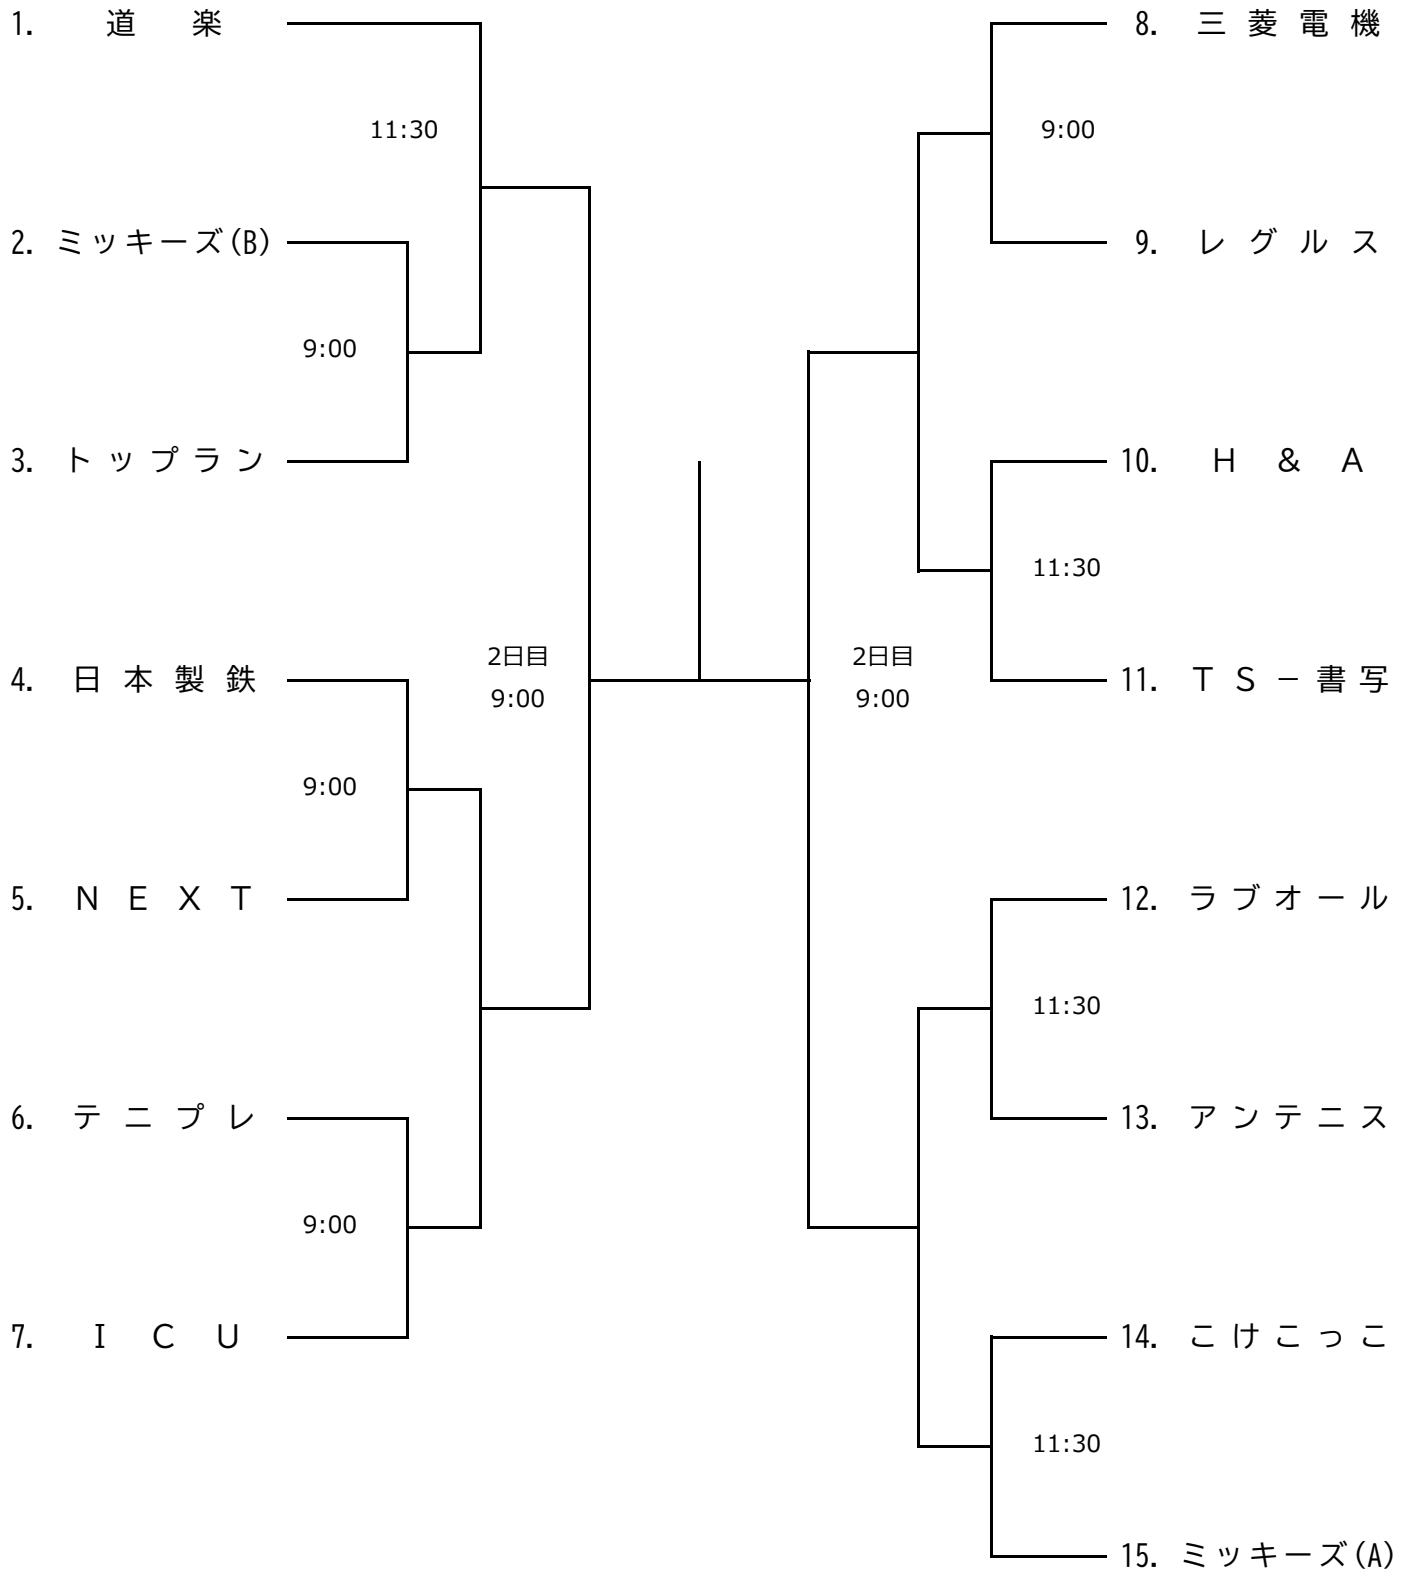 1. 道楽
11:30
2. ミッキーズ(B)
9:00
3. トップラン
4. 日本製鉄
9:00
5. ＮＥＸＴ
6. テニプレ
9:00
7. ＩＣＵ
2日目
9:00
2日目
9:00
8. 三菱電機
9:00
9. レグルス
10. Ｈ＆Ａ
11:30
11. ＴＳ－書写
12. ラブオール
11:30
13. アンテニス
14. こけこっこ
11:30
15. ミッキーズ(A)